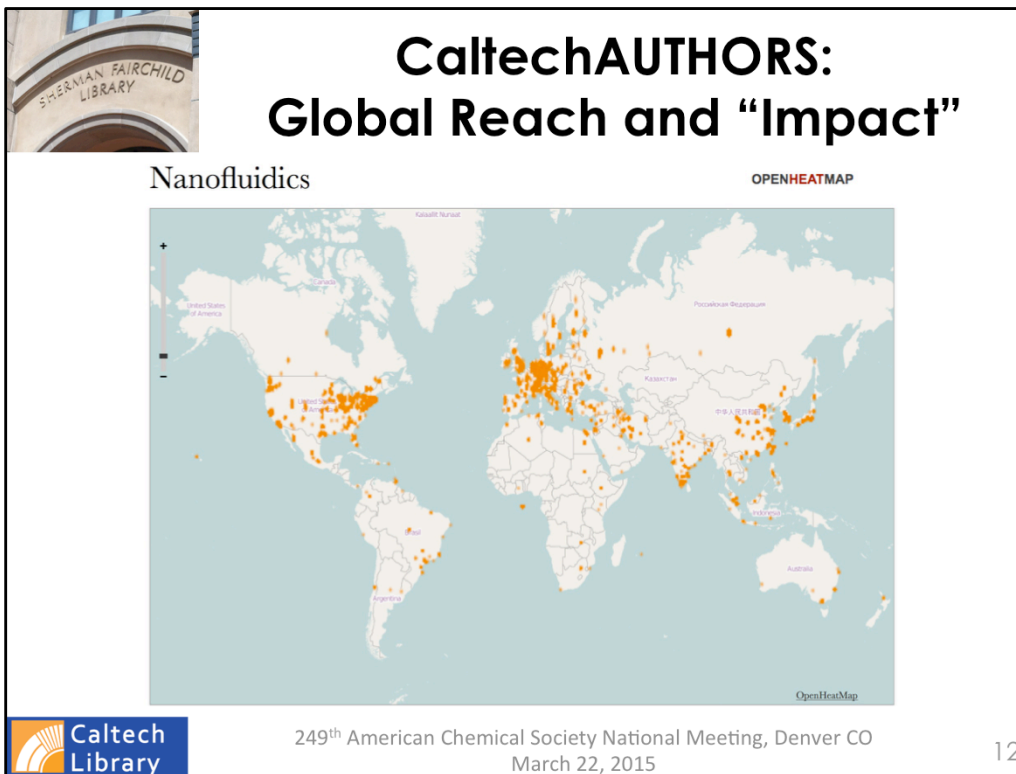 SHERMAN FAIRCHILD
LIBRARY
CaltechAUTHORS:
Global Reach and “Impact”
Nanofluidics
OPENHEATMAP
Kalaallit Nunaat
+
Canada
United States
of America
Российская Федерация
Казахстан
中华人民共和国
Indonesia
Brasil
Australia
Argentina
−
OpenHeatMap
Caltech
Library
249th American Chemical Society National Meeting, Denver CO
March 22, 2015
12